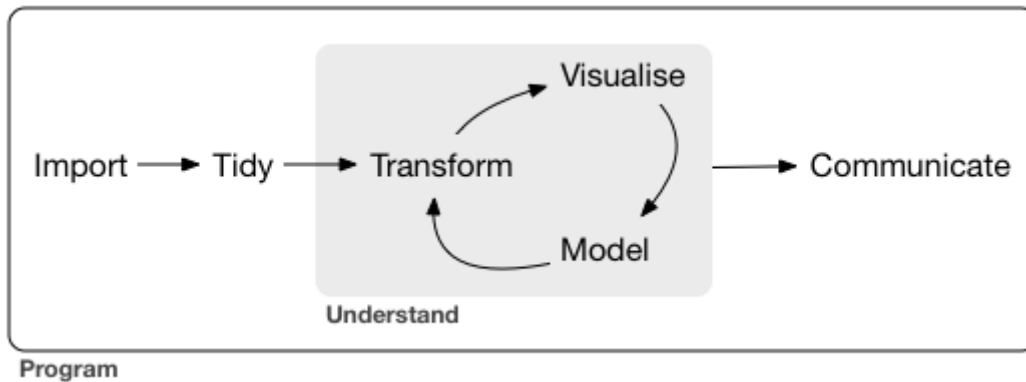 Visualise
Import
Tidy
Transform
Communicate
Model
Understand
Program